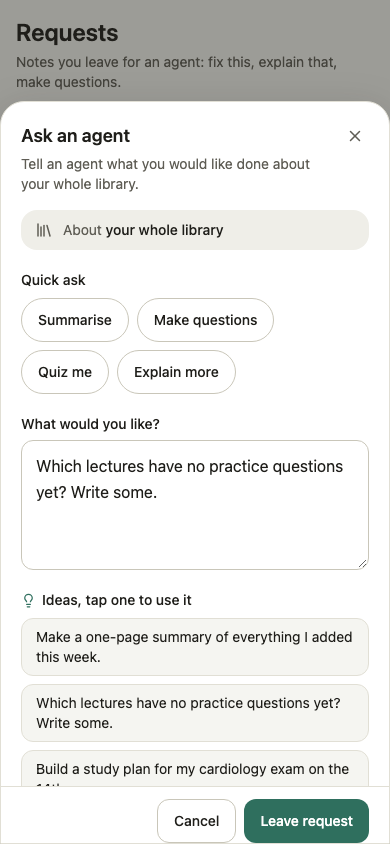 Requests
Notes you leave for an agent: fix this, explain that,
make questions.
Ask an agent
Tell an agent what you would like done about
your whole library.
About your whole library
Quick ask
Summarise
Make questions
Quiz me
Explain more
What would you like?
Which lectures have no practice questions
yet? Write some.
Ideas, tap one to use it
Make a one-page summary of everything I added
this week.
Which lectures have no practice questions yet?
Write some.
Build a study plan for my cardiology exam on the
Cancel
Leave request